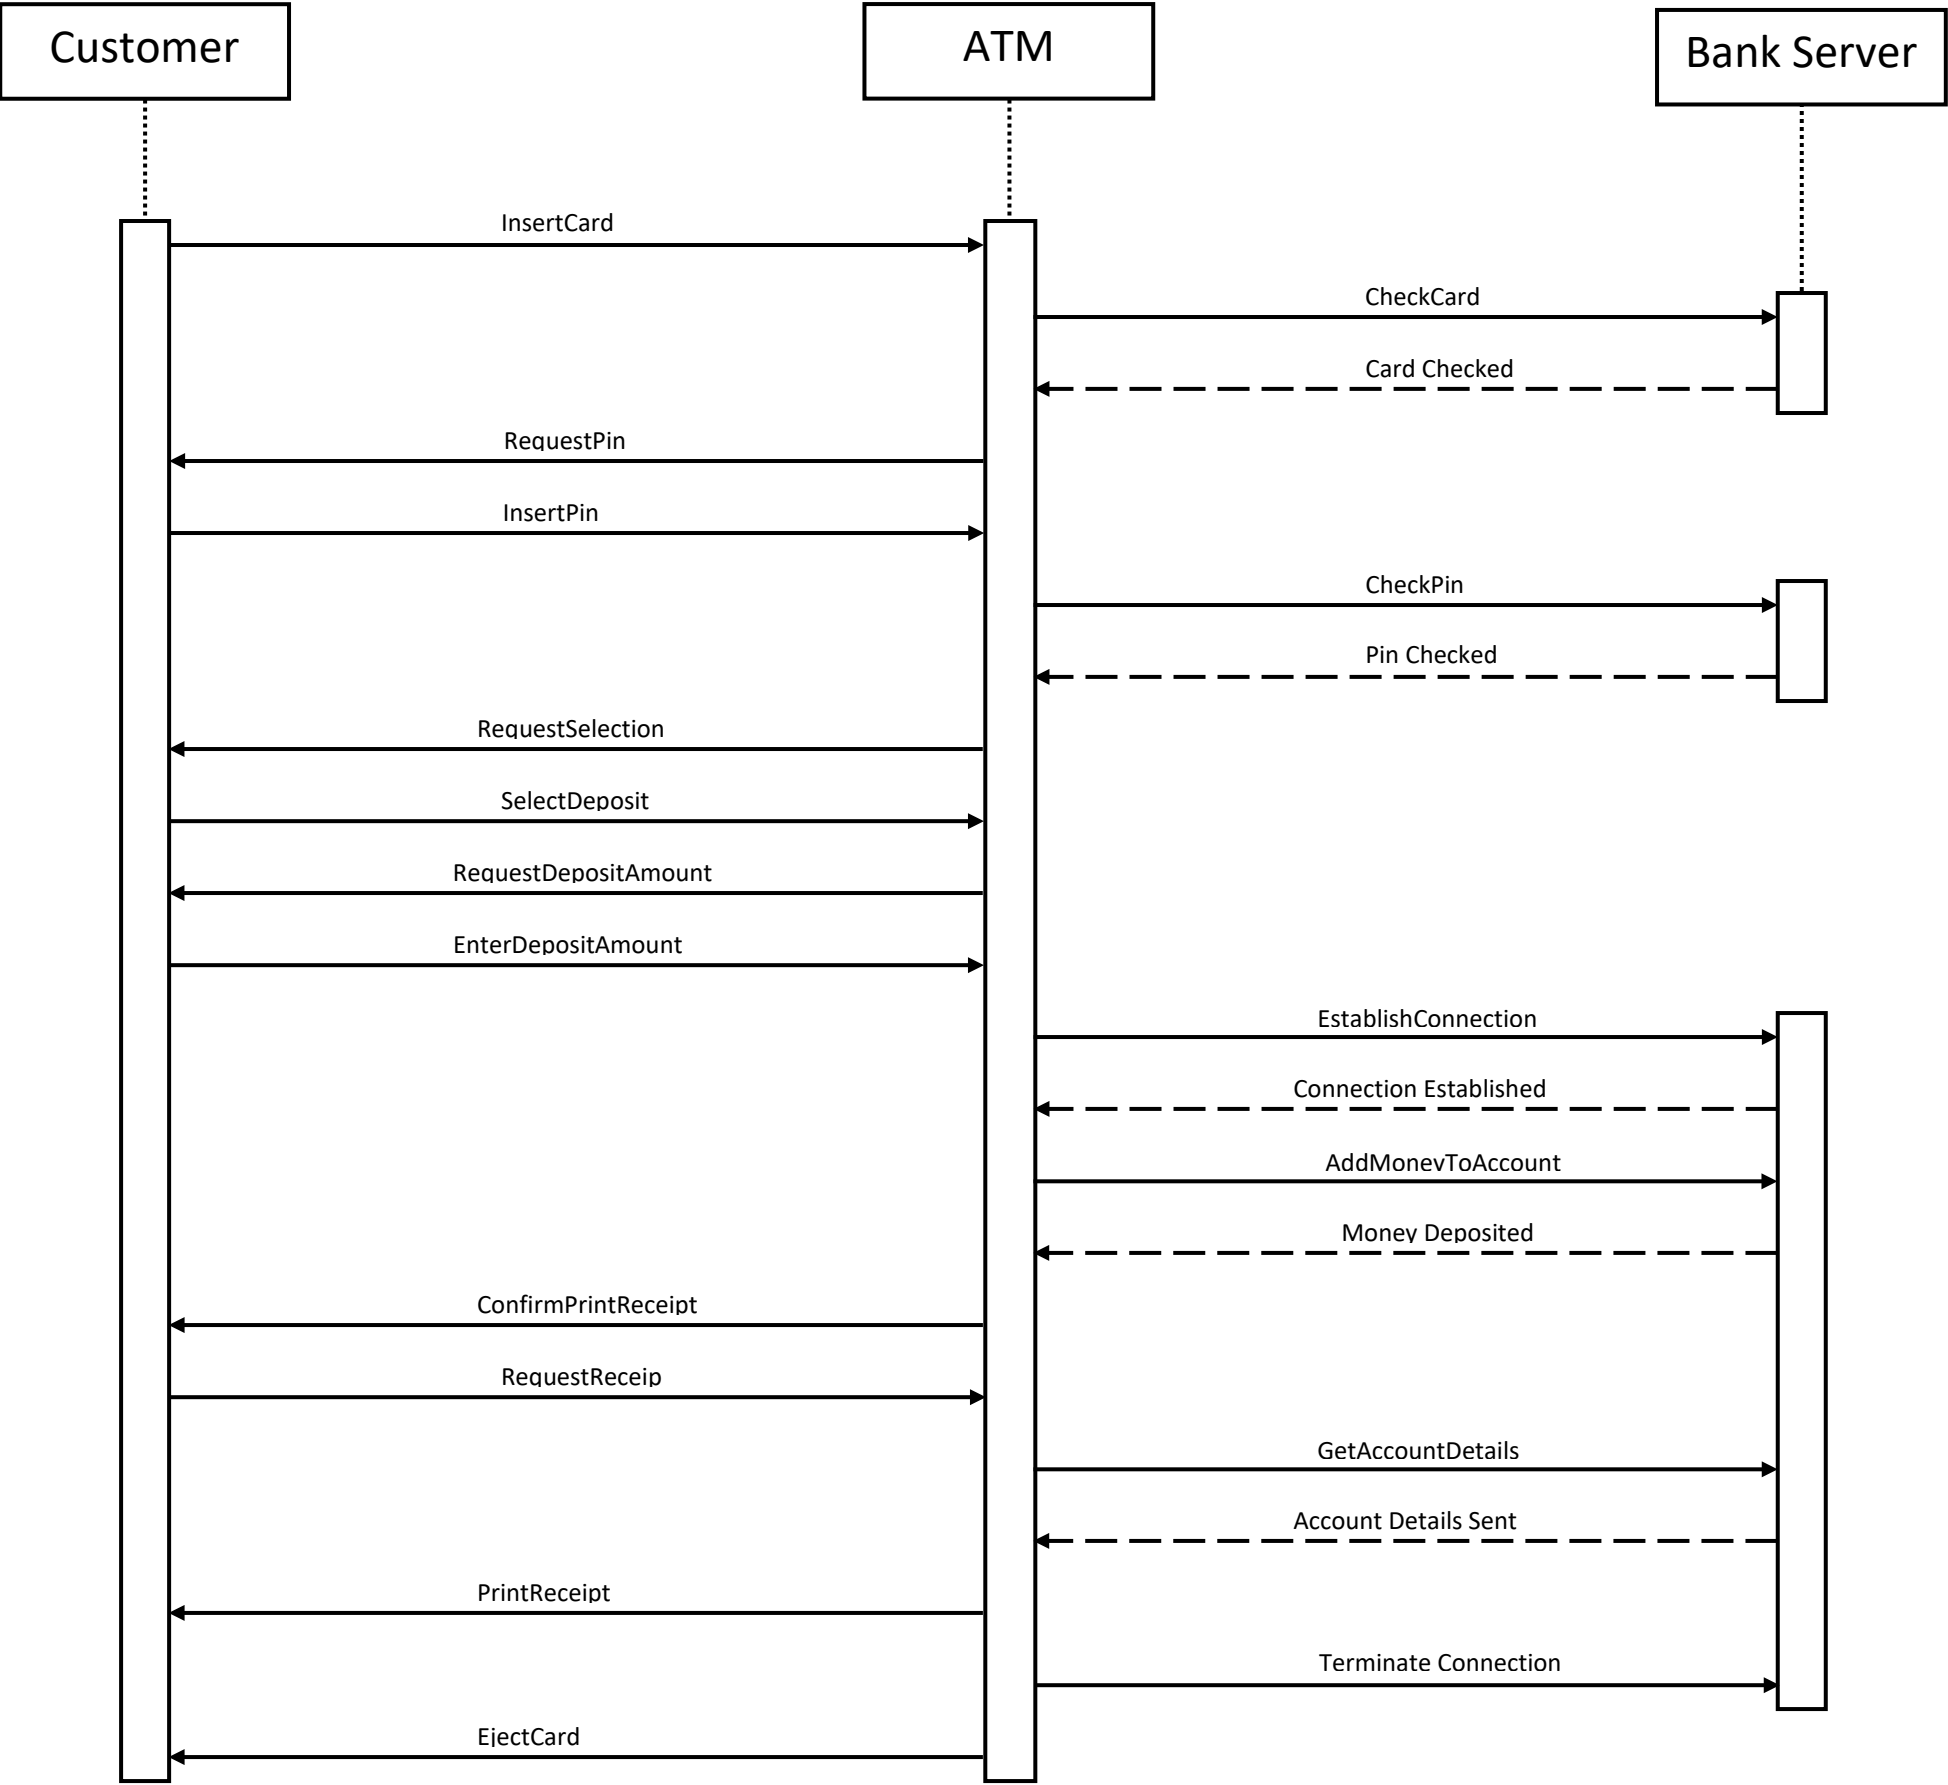 Customer
ATM
Bank Server
InsertCard
CheckCard
Card Checked
RequestPin
InsertPin
CheckPin
Pin Checked
RequestSelection
SelectDeposit
RequestDepositAmount
EnterDepositAmount
EstablishConnection
Connection Established
AddMoneyToAccount
Money Deposited
ConfirmPrintReceipt
RequestReceip
GetAccountDetails
Account Details Sent
PrintReceipt
Terminate Connection
EjectCard